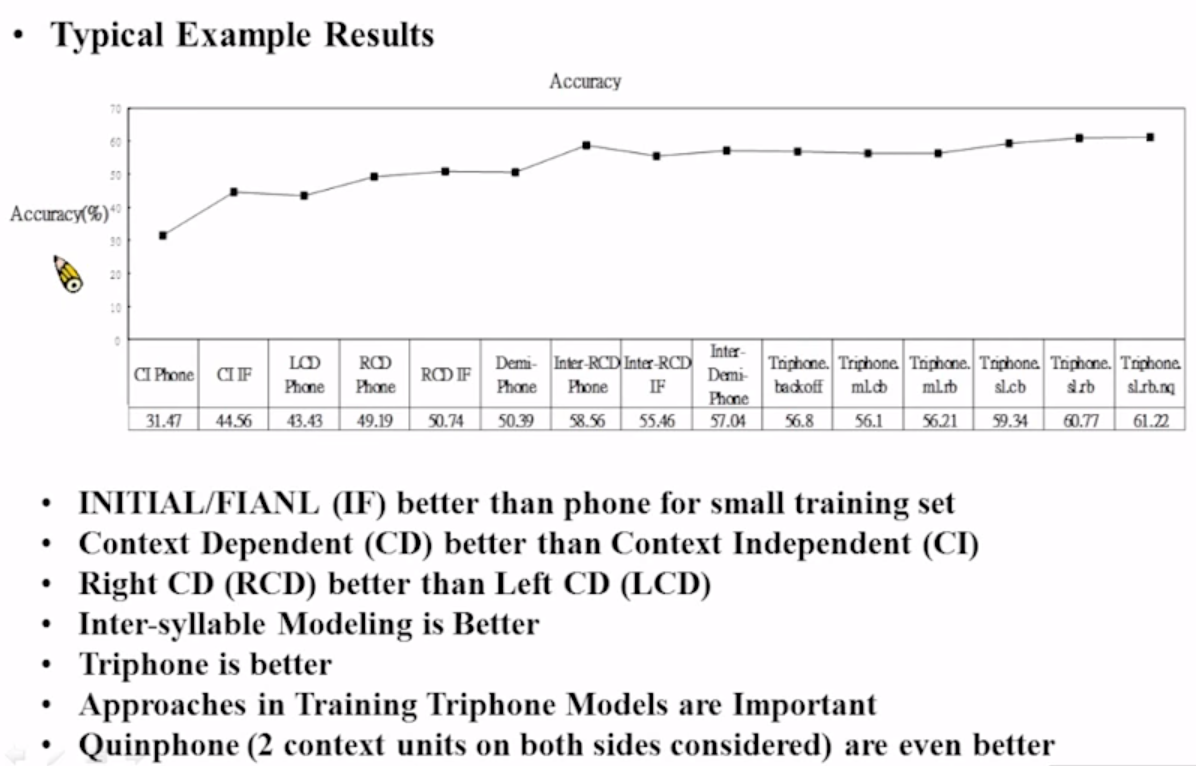 • Typical Example Results
Accuracy
70
60
50
40
30
20
10
0
Accuracy(%)
CI Phone
CI IF
LCD Phone
RCD Phone
RCD IF
Demi-Phone
Inter-RCD Phone
Inter-RCD IF
Inter-Demi-Phone
Triphone. backoff
Triphone. ml.cb
Triphone. ml.rb
Triphone. sl.cb
Triphone. sl.rb
Triphone. sl.rb.nq
31.47 44.56 43.43 49.19 50.74 50.39 58.56 55.46 57.04 56.8 56.1 56.21 59.34 60.77 61.22
• INITIAL/FIANL (IF) better than phone for small training set
• Context Dependent (CD) better than Context Independent (CI)
• Right CD (RCD) better than Left CD (LCD)
• Inter-syllable Modeling is Better
• Triphone is better
• Approaches in Training Triphone Models are Important
• Quinphone (2 context units on both sides considered) are even better